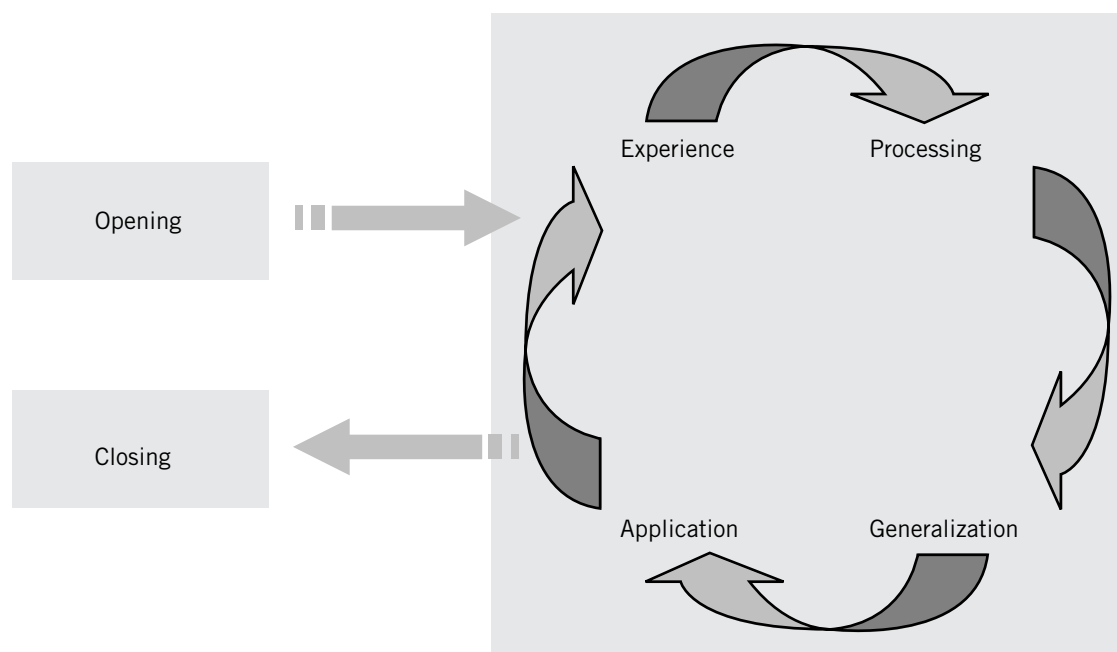 Experience
Processing
Opening
Closing
Application
Generalization